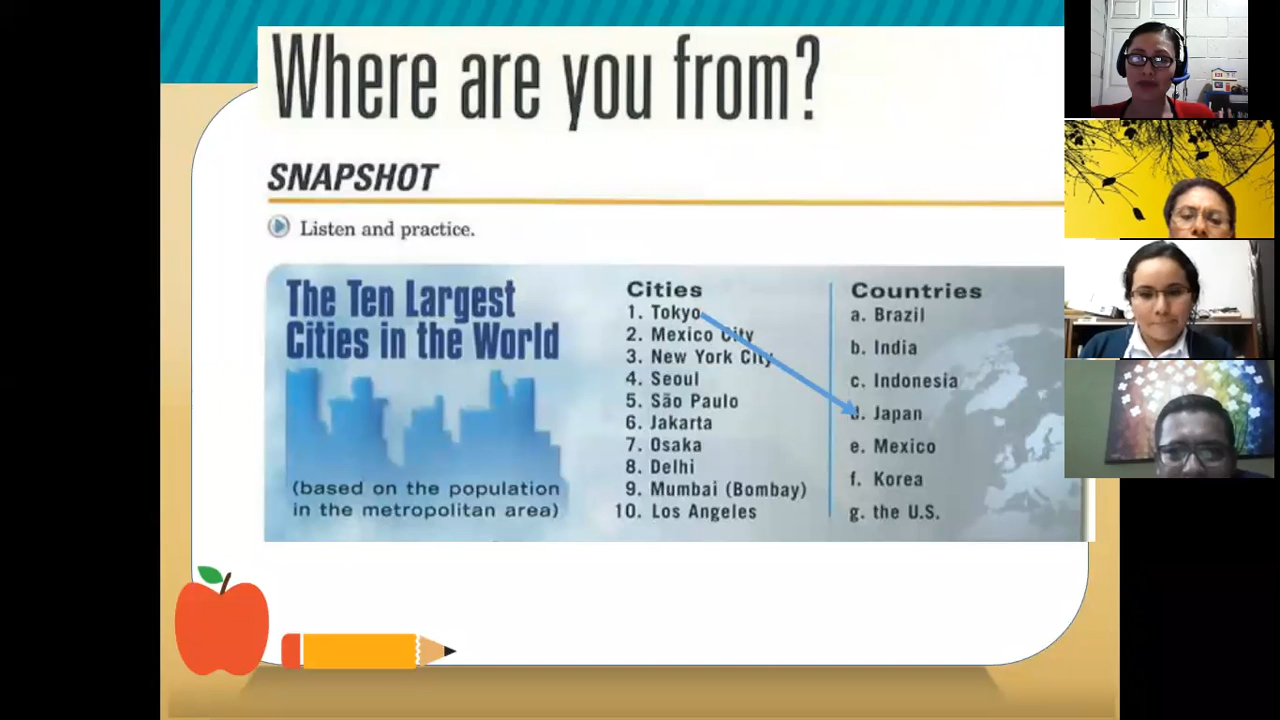 Where are you from?
SNAPSHOT
Listen and practice.
The Ten Largest
Cities in the World
(based on the population
in the metropolitan area)
Cities
1. Tokyo
2. Mexico City
3. New York City
4. Seoul
5. São Paulo
6. Jakarta
7. Osaka
8. Delhi
9. Mumbai (Bombay)
10. Los Angeles
Countries
a. Brazil
b. India
c. Indonesia
d. Japan
e. Mexico
f. Korea
g. the U.S.